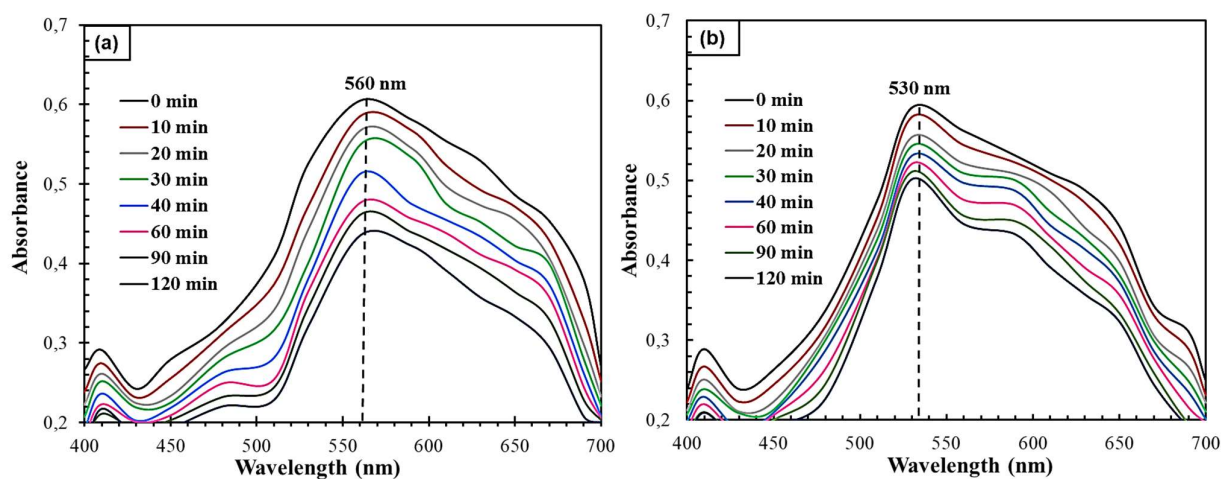 (a)
560 nm
0 min
10 min
20 min
30 min
40 min
60 min
90 min
120 min
0,7
0,6
0,5
0,4
0,3
0,2
400
450
500
550
600
650
700
Absorbance
Wavelength (nm)
(b)
530 nm
0 min
10 min
20 min
30 min
40 min
60 min
90 min
120 min
0,7
0,6
0,5
0,4
0,3
0,2
400
450
500
550
600
650
700
Absorbance
Wavelength (nm)